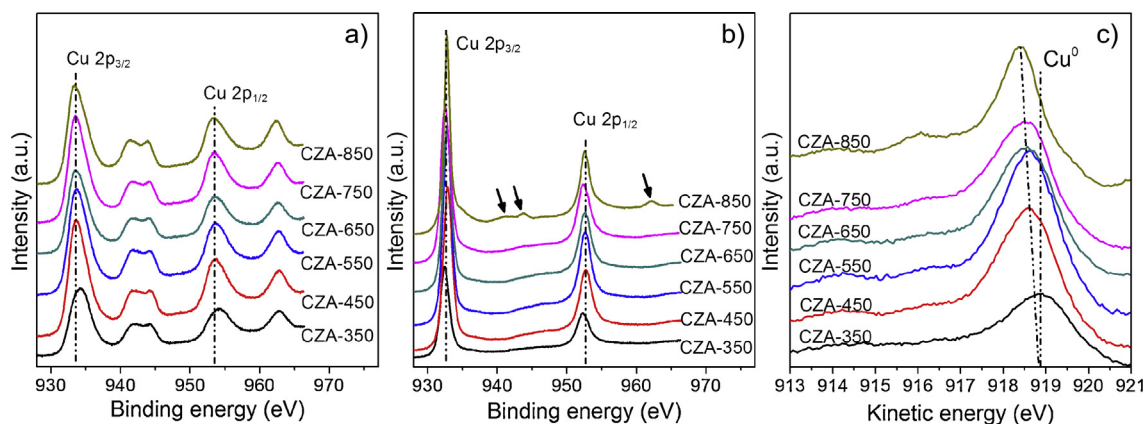 a)
Cu 2p3/2
Cu 2p1/2
CZA-850
CZA-750
CZA-650
CZA-550
CZA-450
CZA-350
Intensity (a.u.)
930 940 950 960 970
Binding energy (eV)
b)
Cu 2p3/2
Cu 2p1/2
CZA-850
CZA-750
CZA-650
CZA-550
CZA-450
CZA-350
Intensity (a.u.)
930 940 950 960 970
Binding energy (eV)
c)
Cu0
CZA-850
CZA-750
CZA-650
CZA-550
CZA-450
CZA-350
Intensity (a.u.)
913 914 915 916 917 918 919 920 921
Kinetic energy (eV)